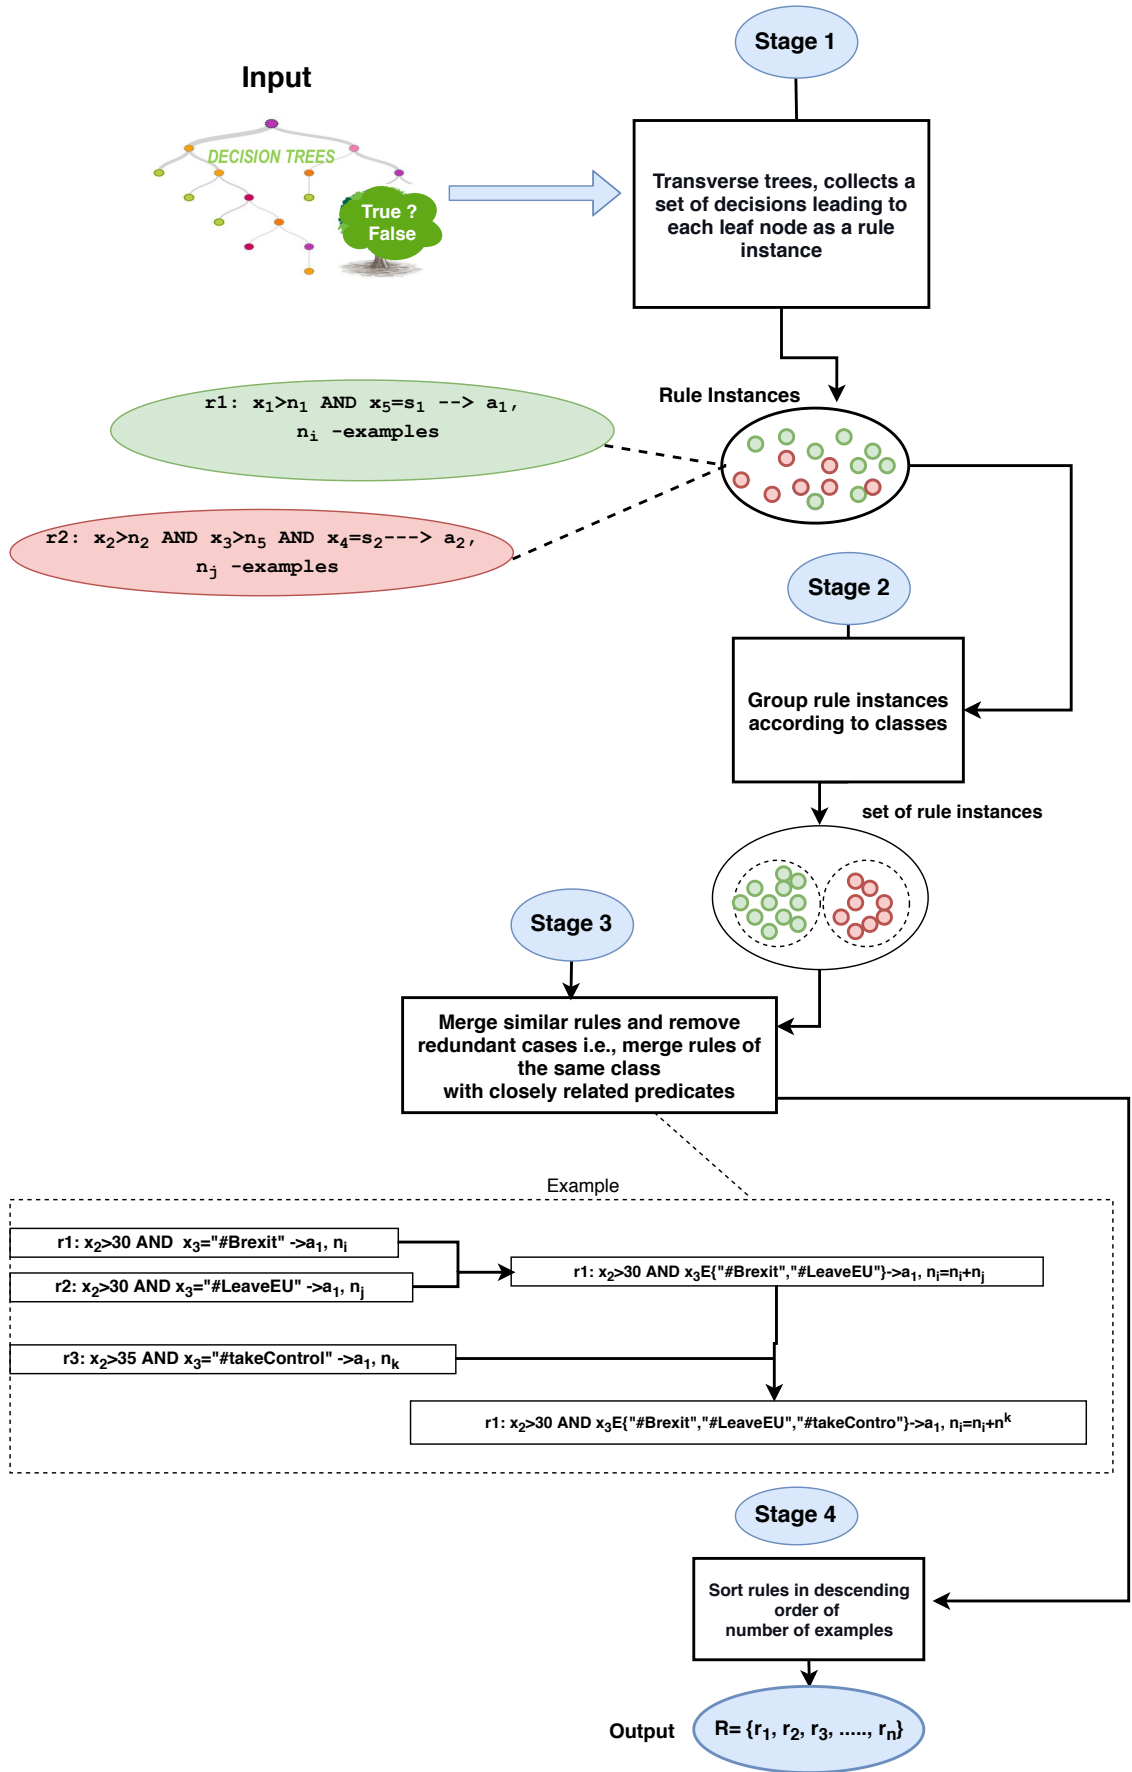 Stage 1
Input
DECISION TREES
True ?
False
Transverse trees, collects a
set of decisions leading to
each leaf node as a rule
instance
Rule Instances
r1: x₁>n₁ AND x₅=s₁ --> a₁,
nᵢ -examples
r2: x₂>n₂ AND x₃>n₅ AND x₄=s₂---> a₂,
nⱼ -examples
Stage 2
Group rule instances
according to classes
set of rule instances
Stage 3
Merge similar rules and remove
redundant cases i.e., merge rules of
the same class
with closely related predicates
Example
r1: x₂>30 AND x₃="#Brexit" ->a₁, nᵢ
r2: x₂>30 AND x₃="#LeaveEU" ->a₁, nⱼ
r1: x₂>30 AND x₃E{"#Brexit","#LeaveEU"}->a₁, nᵢ=nᵢ+nⱼ
r3: x₂>35 AND x₃="#takeControl" ->a₁, nₖ
r1: x₂>30 AND x₃E{"#Brexit","#LeaveEU","#takeContro"}->a₁, nᵢ=nᵢ+nᵏ
Stage 4
Sort rules in descending
order of
number of examples
Output
R= {r₁, r₂, r₃, ....., rₙ}